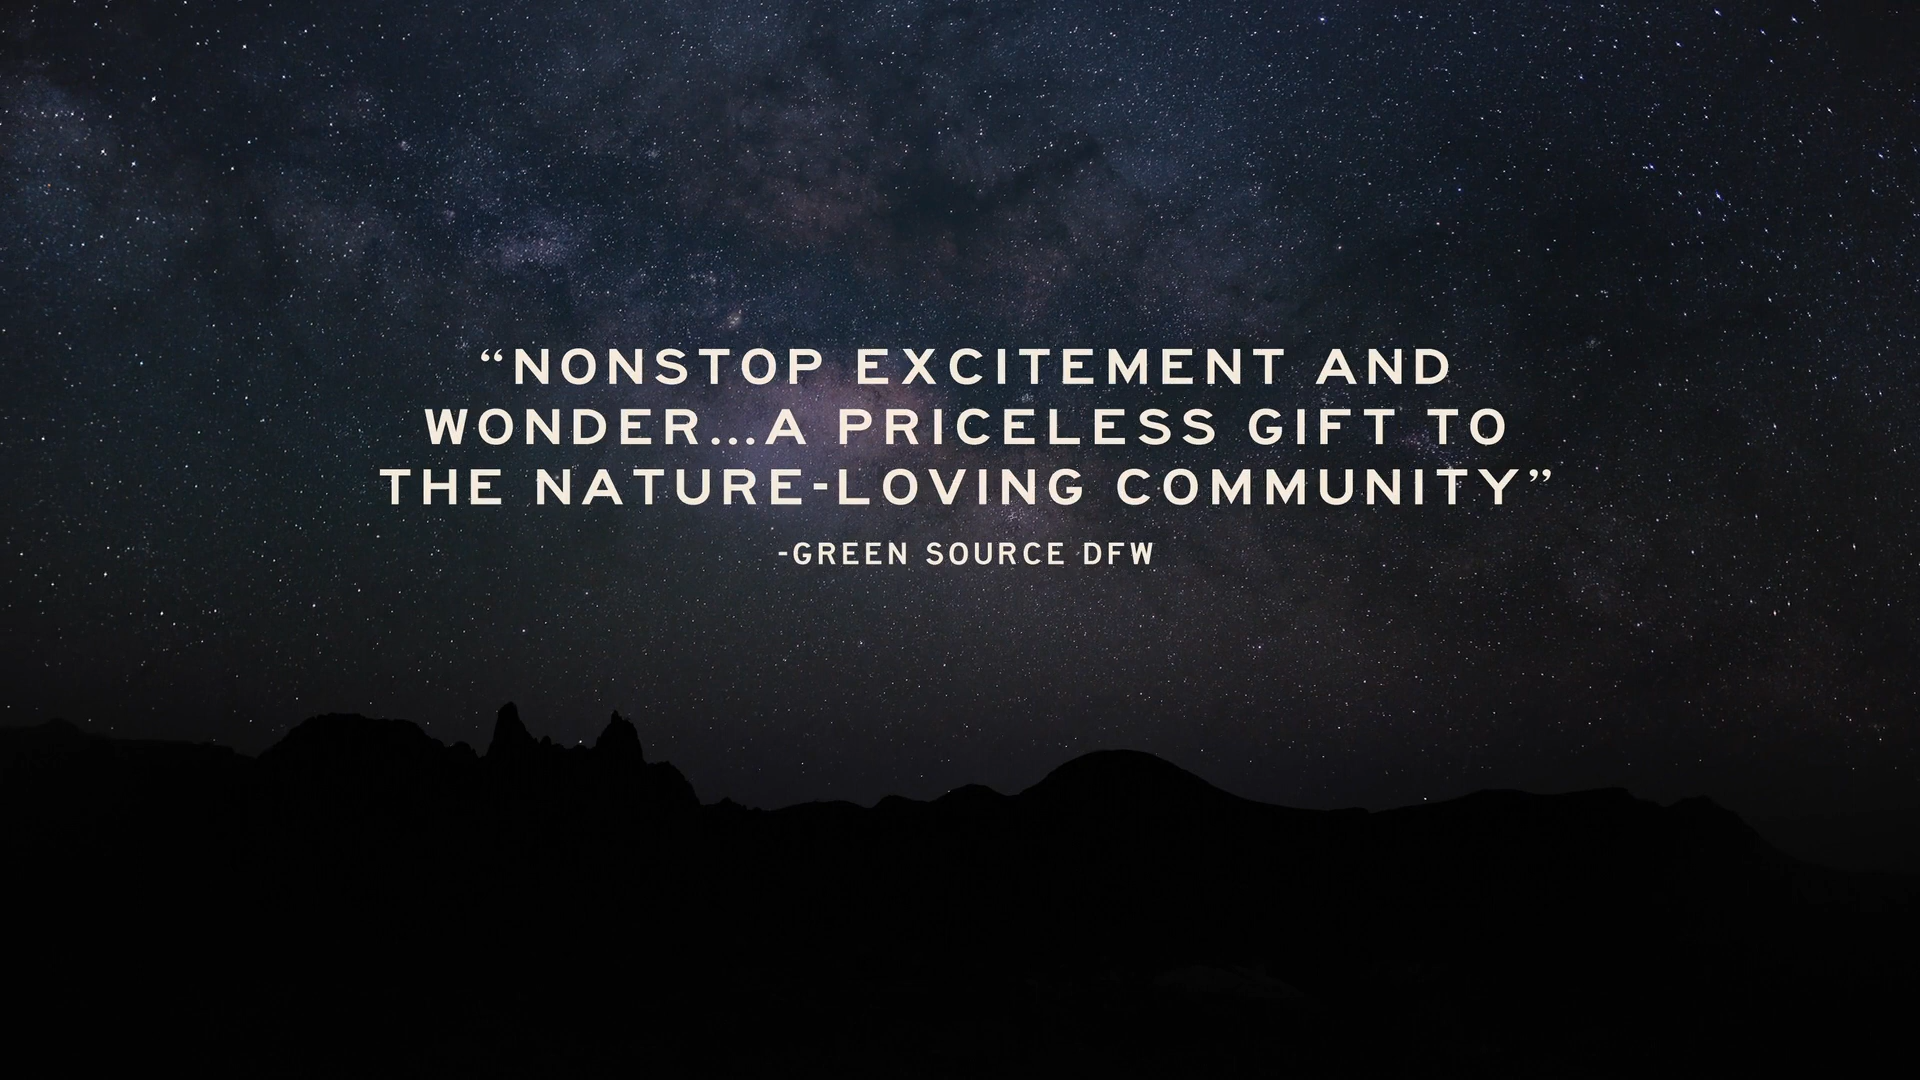 “NONSTOP EXCITEMENT AND
WONDER...A PRICELESS GIFT TO
THE NATURE-LOVING COMMUNITY”
-GREEN SOURCE DFW